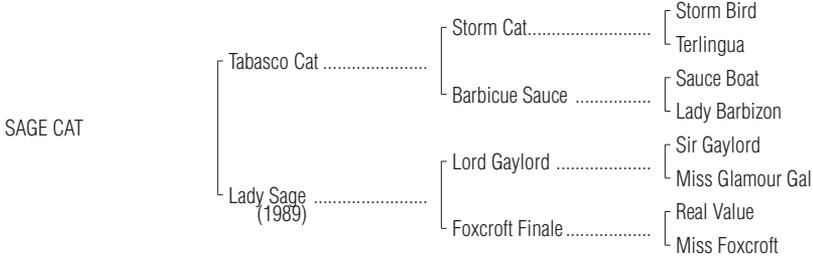 Storm Bird
Storm Cat...........................
Terlingua
Tabasco Cat .......................
Sauce Boat
Barbicue Sauce .................
Lady Barbizon
SAGE CAT
Sir Gaylord
Lord Gaylord .....................
Miss Glamour Gal
Lady Sage .........................
(1989)
Real Value
Foxcroft Finale...................
Miss Foxcroft